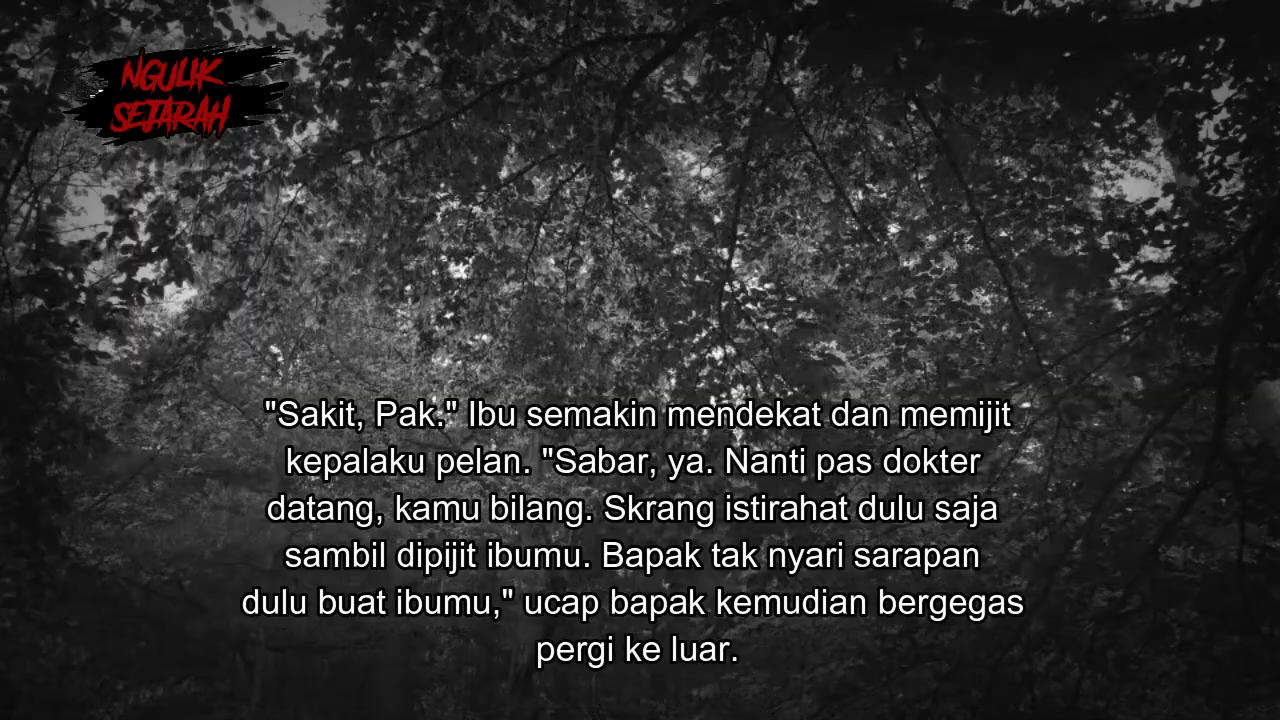 NGULIK
SEJARAH
"Sakit, Pak." Ibu semakin mendekat dan memijit
kepalaku pelan. "Sabar, ya. Nanti pas dokter
datang, kamu bilang. Skrang istirahat dulu saja
sambil dipijit ibumu. Bapak tak nyari sarapan
dulu buat ibumu," ucap bapak kemudian bergegas
pergi ke luar.